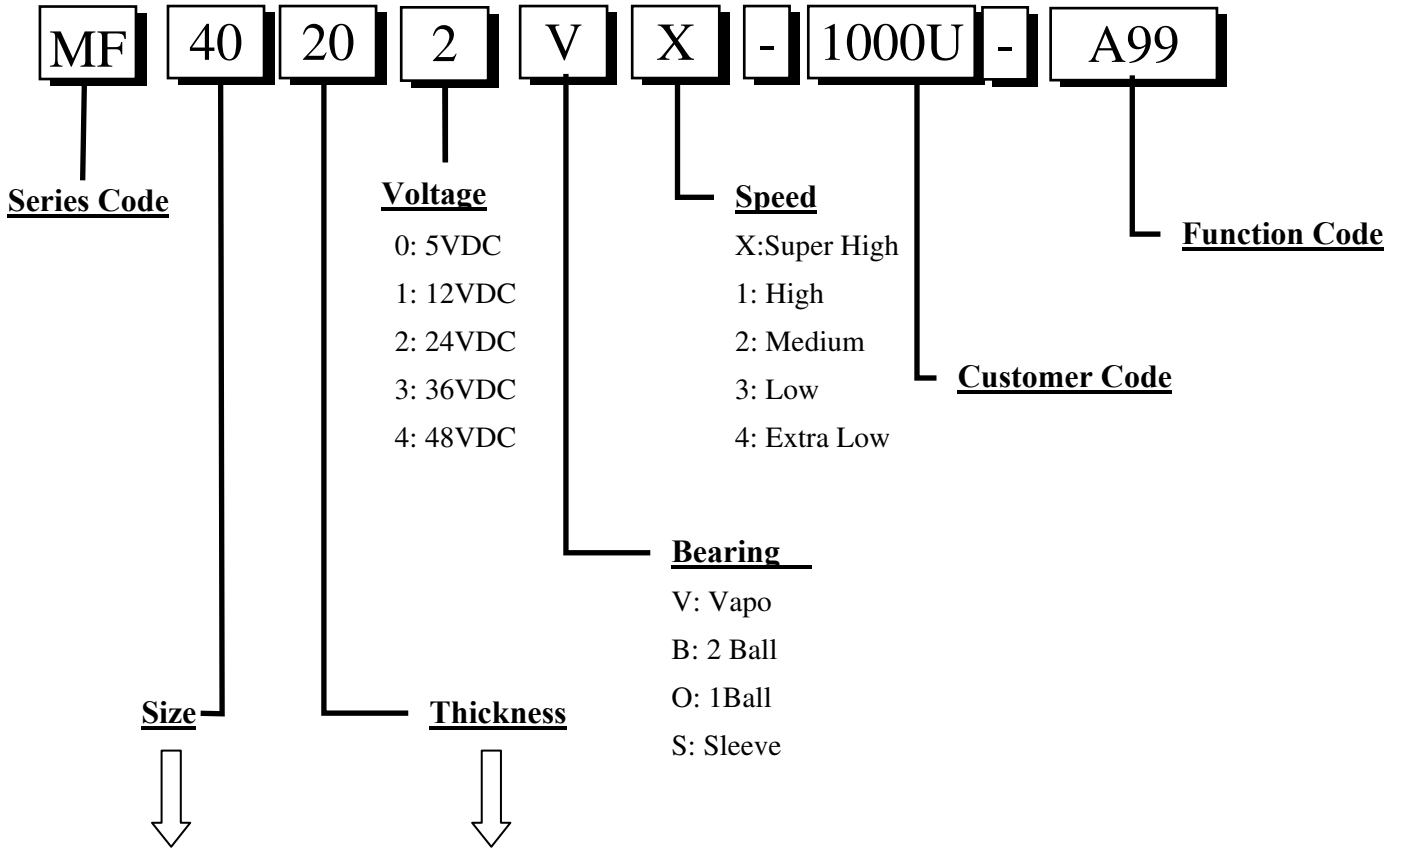 MF 40 20 2 V X - 1000U - A99
Series Code
Voltage
0: 5VDC
1: 12VDC
2: 24VDC
3: 36VDC
4: 48VDC
Speed
X:Super High
1: High
2: Medium
3: Low
4: Extra Low
Function Code
Customer Code
Bearing
V: Vapo
B: 2 Ball
O: 1Ball
S: Sleeve
Size
Thickness